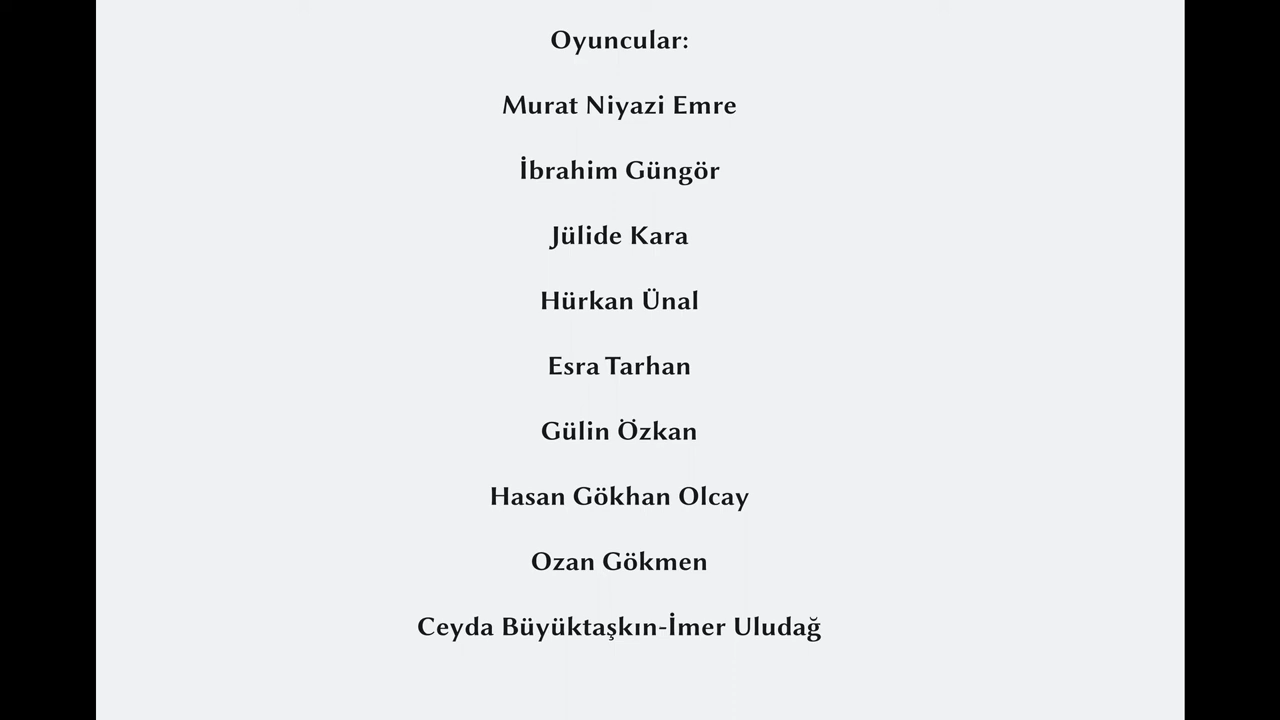 Oyuncular:
Murat Niyazi Emre
İbrahim Güngör
Jülide Kara
Hürkan Ünal
Esra Tarhan
Gülin Özkan
Hasan Gökhan Olcay
Ozan Gökmen
Ceyda Büyüktaşkın-İmer Uludağ